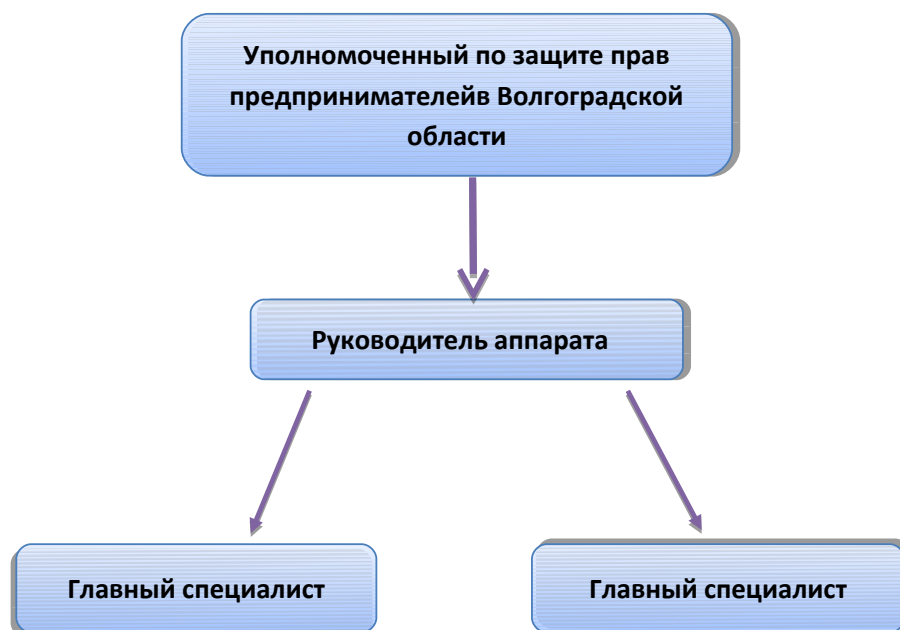 Уполномоченный по защите прав
предпринимателейв Волгоградской
области
Руководитель аппарата
Главный специалист
Главный специалист